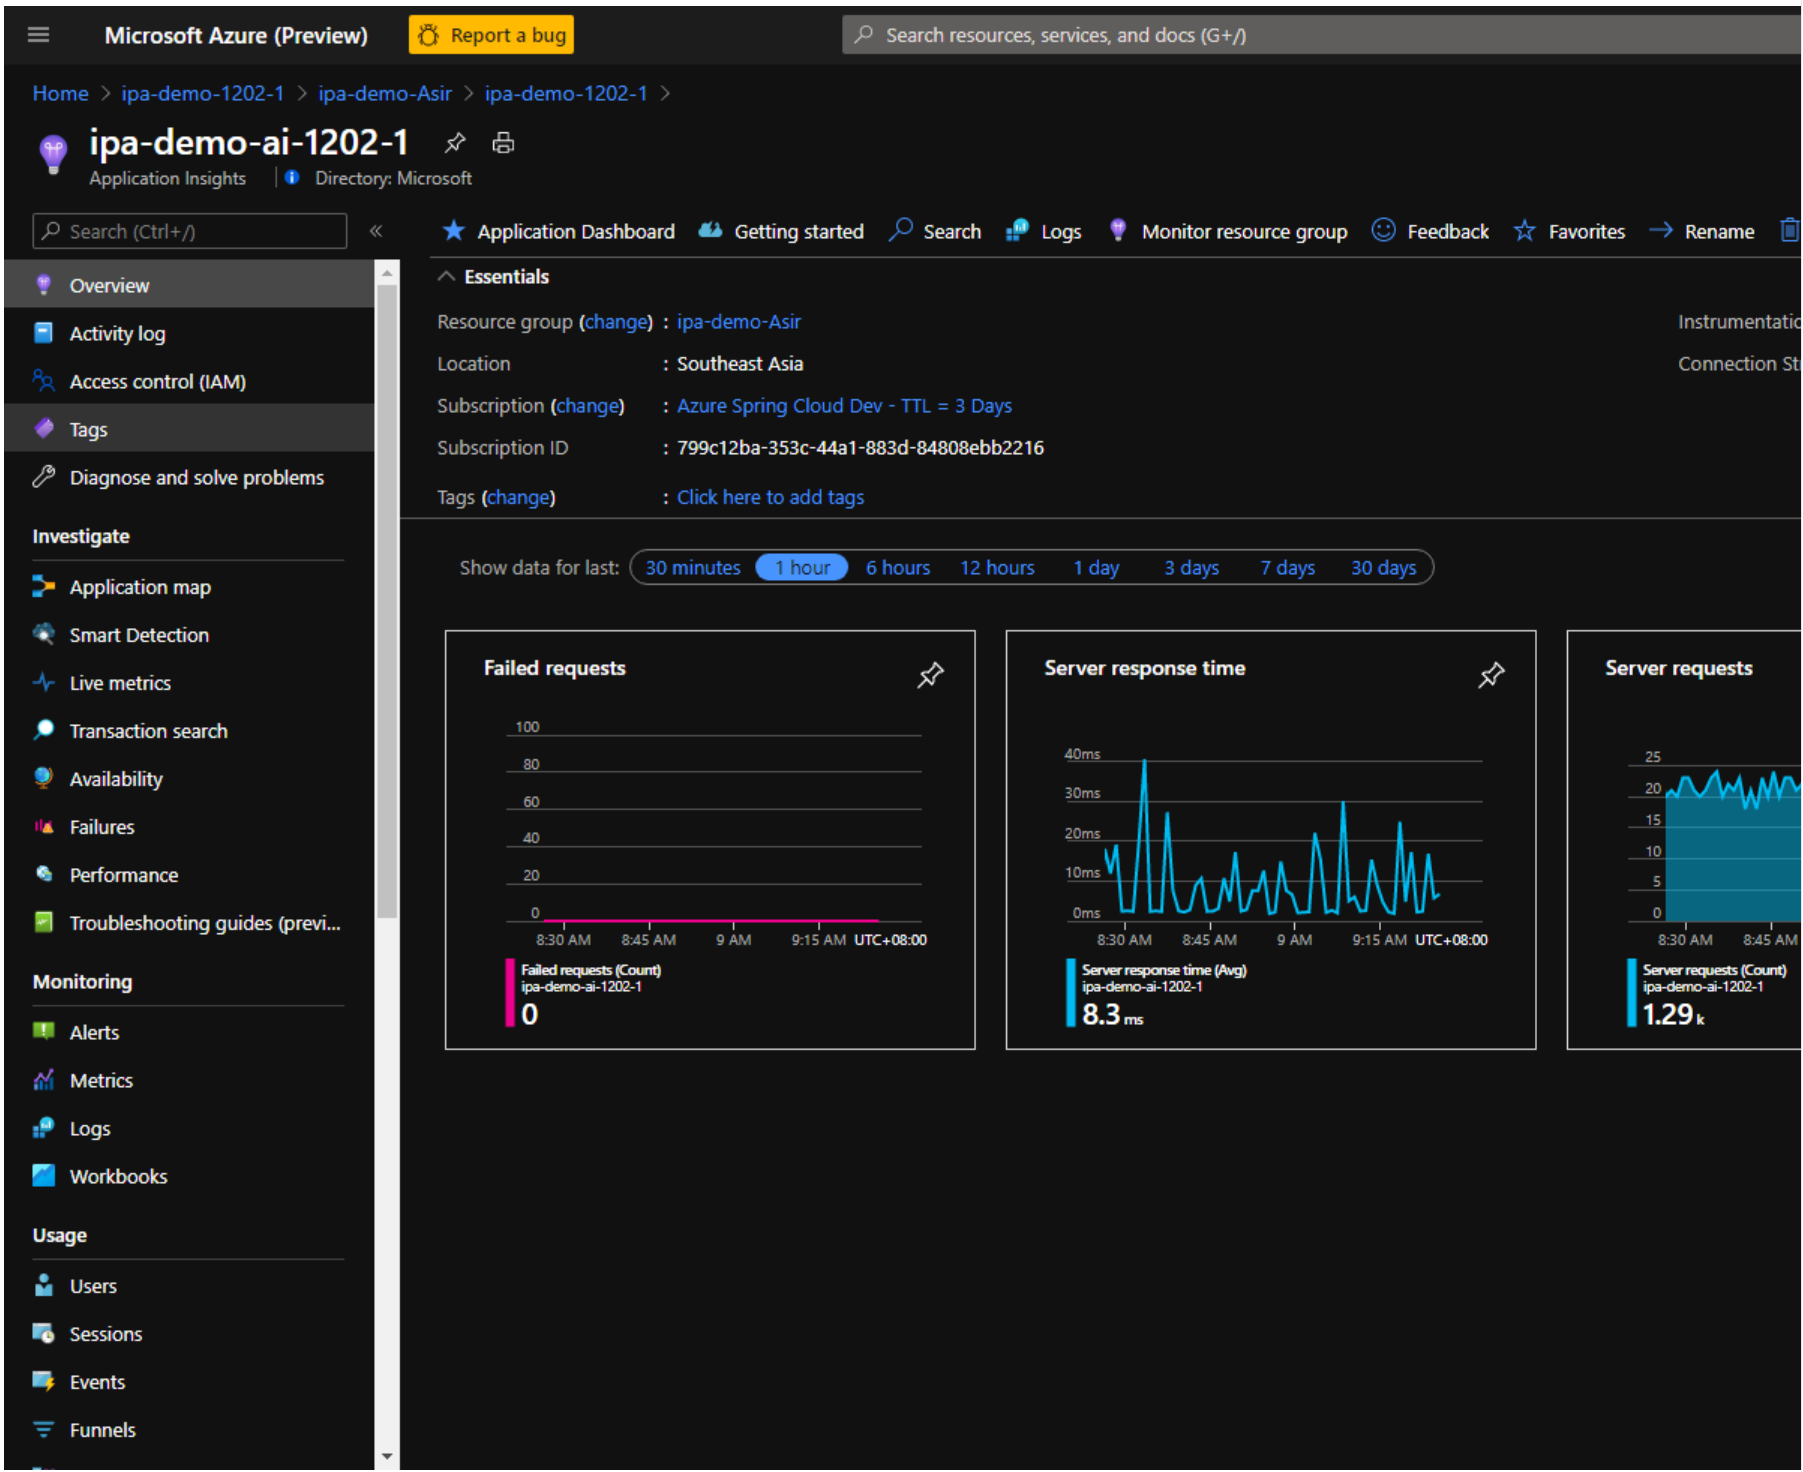 Microsoft Azure (Preview)
Report a bug
Search resources, services, and docs (G+/)
Home > ipa-demo-1202-1 > ipa-demo-Asir > ipa-demo-1202-1 >
ipa-demo-ai-1202-1
Application Insights
Directory: Microsoft
Search (Ctrl+/)
«
Overview
Activity log
Access control (IAM)
Tags
Diagnose and solve problems
Investigate
Application map
Smart Detection
Live metrics
Transaction search
Availability
Failures
Performance
Troubleshooting guides (previ...
Monitoring
Alerts
Metrics
Logs
Workbooks
Usage
Users
Sessions
Events
Funnels
Application Dashboard
Getting started
Search
Logs
Monitor resource group
Feedback
Favorites
Rename
Essentials
Resource group (change) : ipa-demo-Asir
Location : Southeast Asia
Subscription (change) : Azure Spring Cloud Dev - TTL = 3 Days
Subscription ID : 799c12ba-353c-44a1-883d-84808ebb2216
Tags (change) : Click here to add tags
Instrumentatio
Connection Str
Show data for last:
30 minutes
1 hour
6 hours
12 hours
1 day
3 days
7 days
30 days
Failed requests
100
80
60
40
20
0
8:30 AM 8:45 AM 9 AM 9:15 AM UTC+08:00
Failed requests (Count)
ipa-demo-ai-1202-1
0
Server response time
40ms
30ms
20ms
10ms
0ms
8:30 AM 8:45 AM 9 AM 9:15 AM UTC+08:00
Server response time (Avg)
ipa-demo-ai-1202-1
8.3 ms
Server requests
25
20
15
10
5
0
8:30 AM 8:45 AM
Server requests (Count)
ipa-demo-ai-1202-1
1.29 k